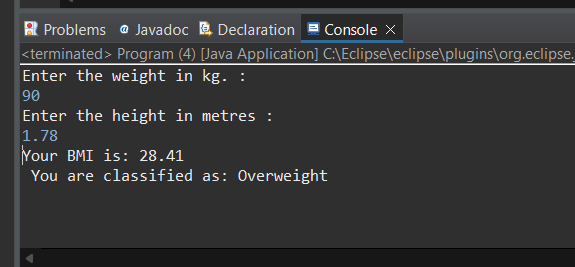 Problems @ Javadoc Declaration Console
<terminated> Program (4) [Java Application] C:\Eclipse\eclipse\plugins\org.eclipse.
Enter the weight in kg. :
90
Enter the height in metres :
1.78
Your BMI is: 28.41
 You are classified as: Overweight